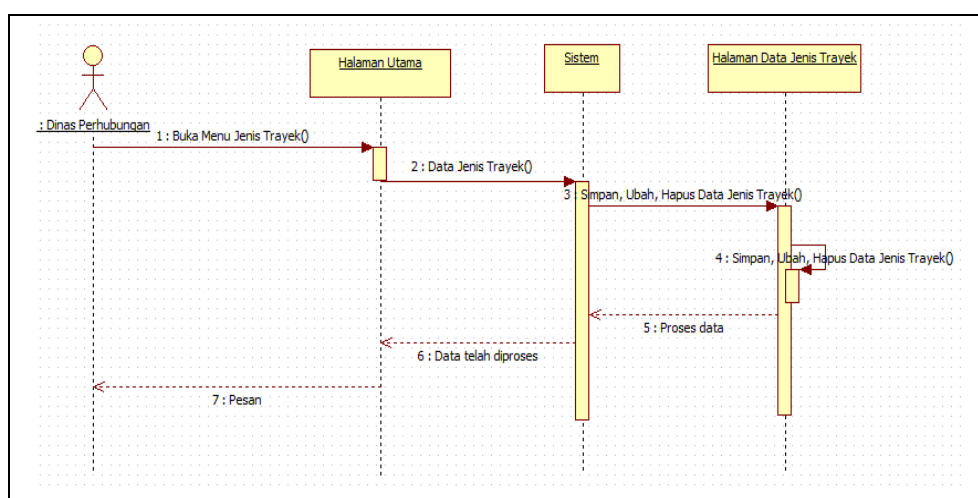 Halaman Utama
Sistem
Halaman Data Jenis Trayek
: Dinas Perhubungan
1 : Buka Menu Jenis Trayek()
2 : Data Jenis Trayek()
3 : Simpan, Ubah, Hapus Data Jenis Trayek()
4 : Simpan, Ubah, Hapus Data Jenis Trayek()
5 : Proses data
6 : Data telah diproses
7 : Pesan